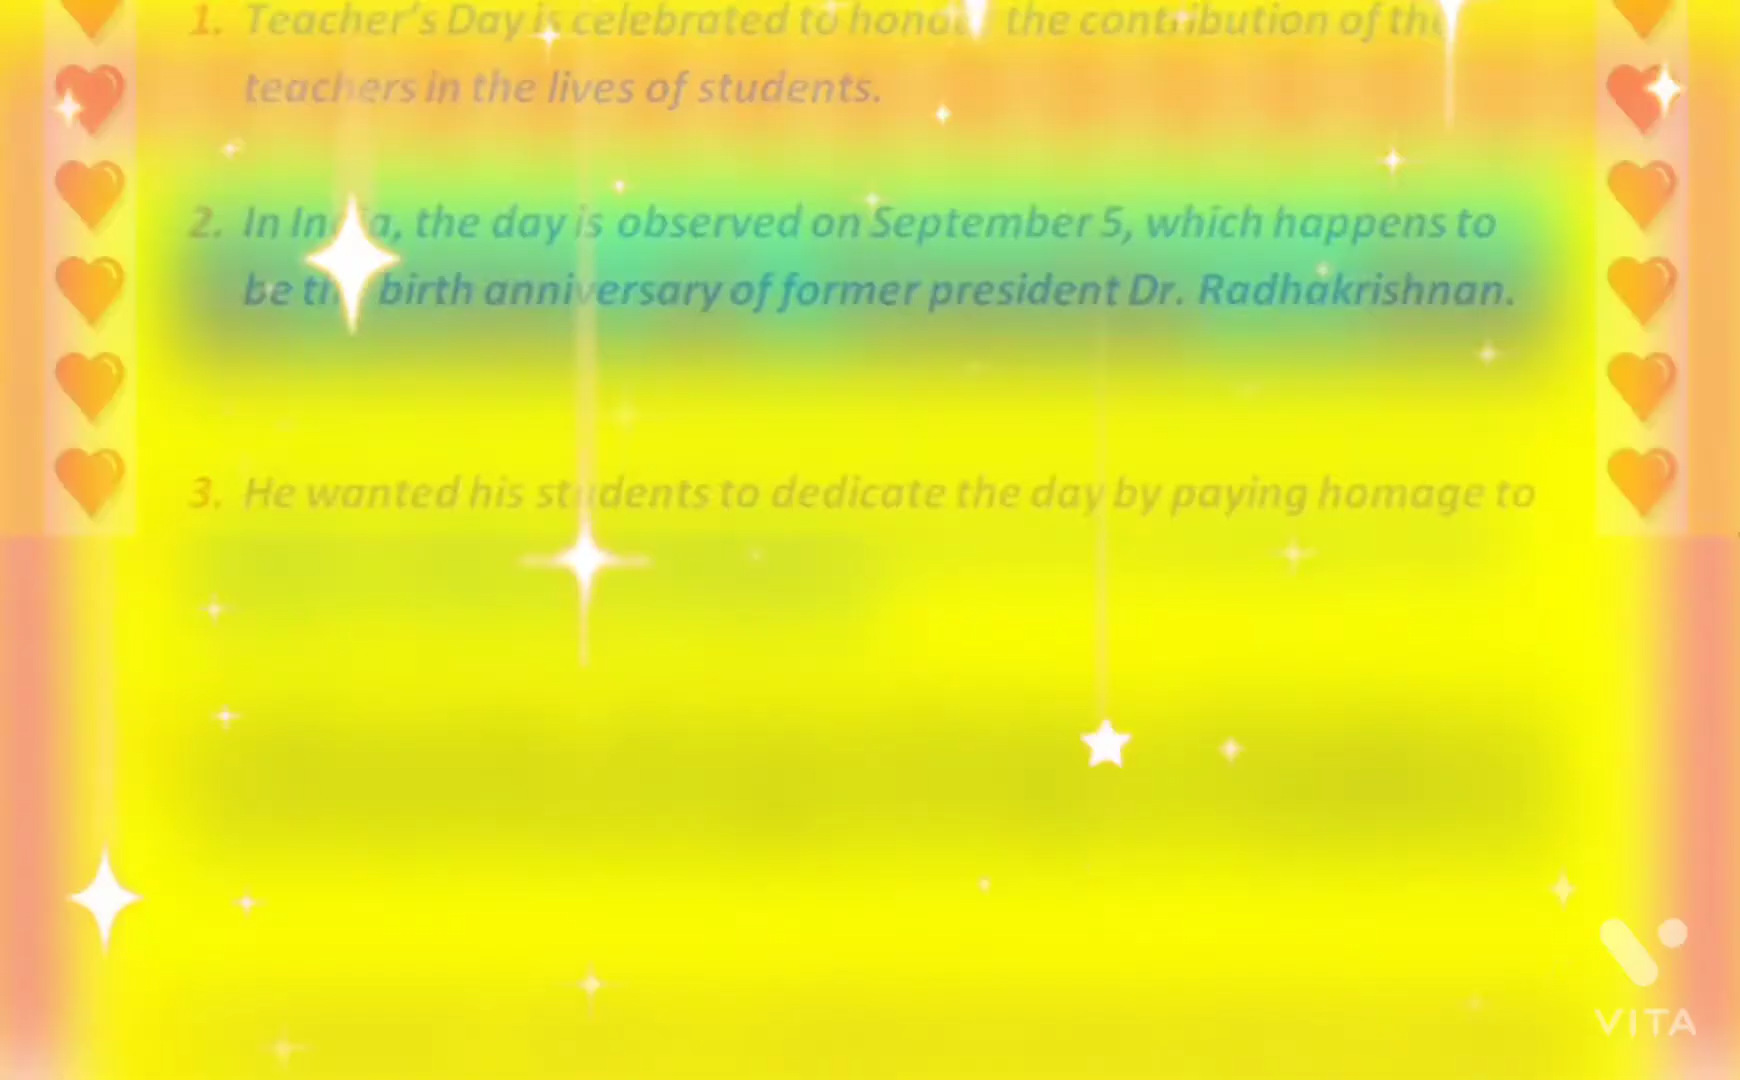 1. Teacher's Day is celebrated to honour the contribution of the
teachers in the lives of students.
2. In India, the day is observed on September 5, which happens to
be the birth anniversary of former president Dr. Radhakrishnan.
3. He wanted his students to dedicate the day by paying homage to
VITA